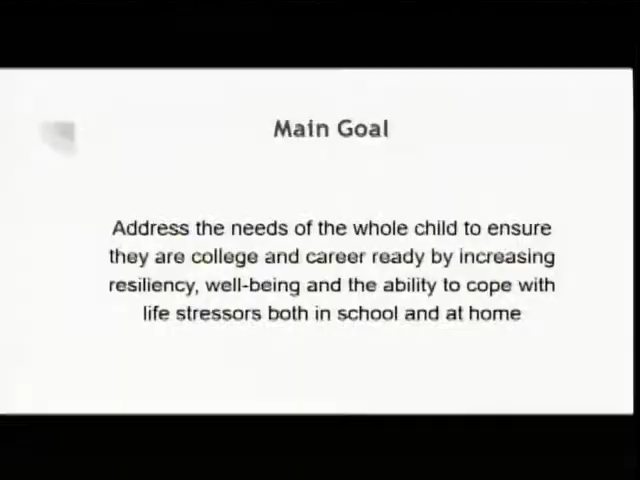 Main Goal
Address the needs of the whole child to ensure
they are college and career ready by increasing
resiliency, well-being and the ability to cope with
life stressors both in school and at home